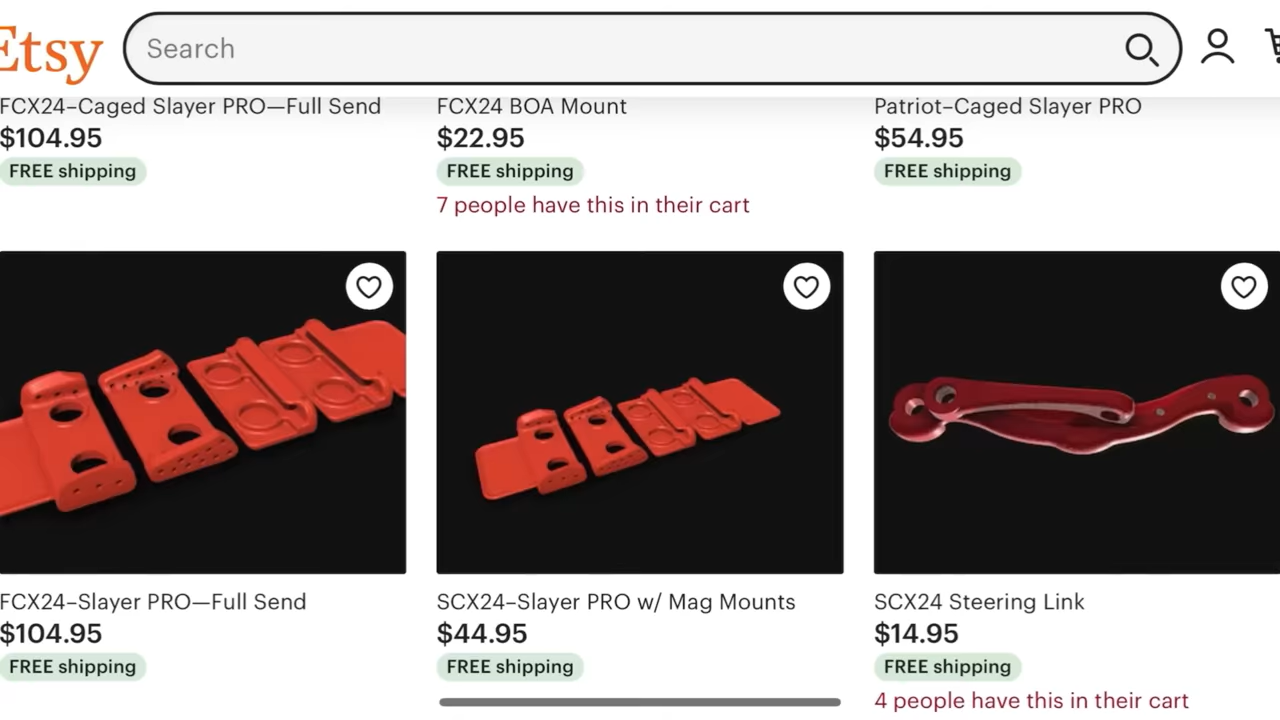 Etsy
Search
FCX24–Caged Slayer PRO—Full Send
$104.95
FREE shipping
FCX24 BOA Mount
$22.95
FREE shipping
7 people have this in their cart
Patriot–Caged Slayer PRO
$54.95
FREE shipping
FCX24–Slayer PRO—Full Send
$104.95
FREE shipping
SCX24–Slayer PRO w/ Mag Mounts
$44.95
FREE shipping
SCX24 Steering Link
$14.95
FREE shipping
4 people have this in their cart